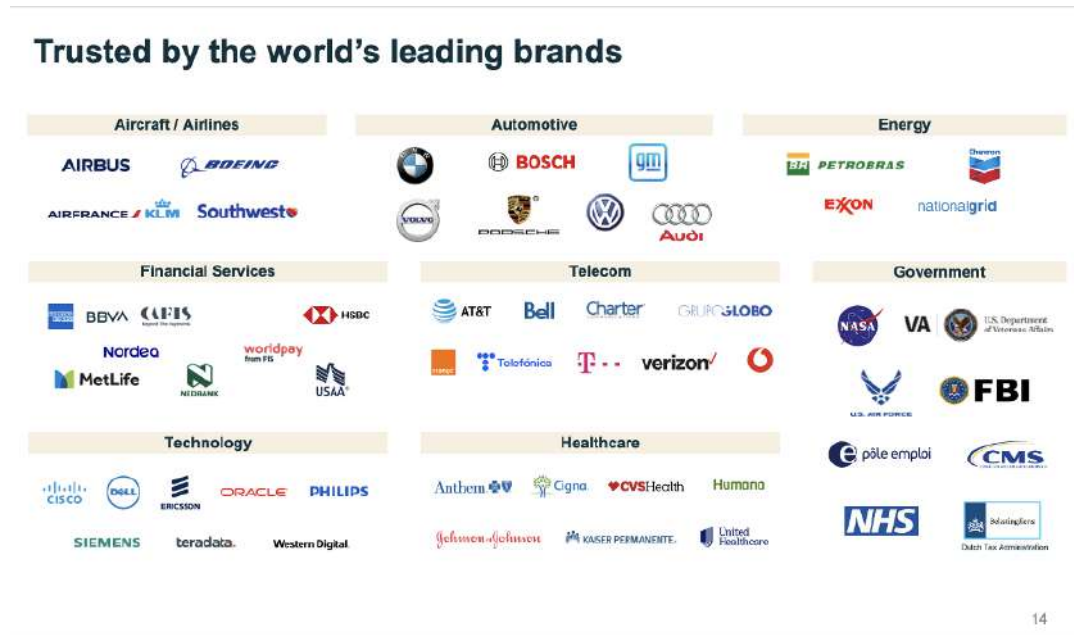 Trusted by the world's leading brands
Aircraft / Airlines
AIRBUS
BOEING
AIRFRANCE KLM
Southwest
Automotive
BOSCH
gm
VOLVO
PORSCHE
Audi
Energy
BR PETROBRAS
Chevron
EXXON
nationalgrid
Financial Services
BBVA
HSBC
Nordea
worldpay
from FIS
MetLife
NEDBANK
USAA
Telecom
AT&T
Bell
Charter
GRUPOGLOBO
Telefónica
T
verizon✓
Government
NASA
VA
U.S. Department
of Veterans Affairs
U.S. AIR FORCE
FBI
pôle emploi
CMS
NHS
Belastingdienst
Dutch Tax Administration
Technology
CISCO
DELL
ERICSSON
ORACLE
PHILIPS
SIEMENS
teradata.
Western Digital.
Healthcare
Anthem
Cigna
CVSHealth
Humana
Johnson & Johnson
KAISER PERMANENTE.
United
Healthcare
14